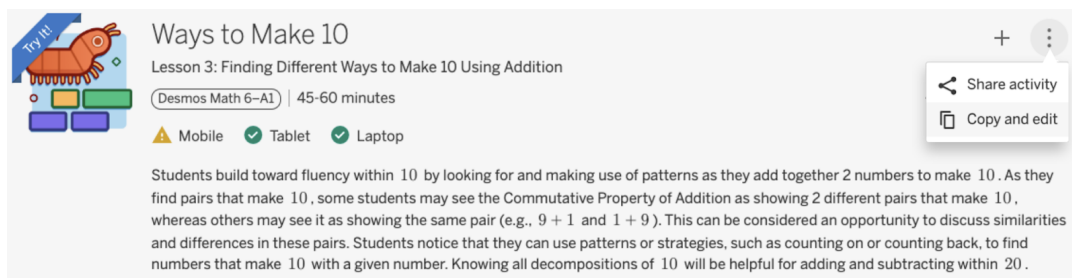 Try It!
Ways to Make 10
Lesson 3: Finding Different Ways to Make 10 Using Addition
Desmos Math 6–A1 | 45-60 minutes
Mobile Tablet Laptop
Share activity
Copy and edit
Students build toward fluency within 10 by looking for and making use of patterns as they add together 2 numbers to make 10. As they
find pairs that make 10, some students may see the Commutative Property of Addition as showing 2 different pairs that make 10,
whereas others may see it as showing the same pair (e.g., 9 + 1 and 1 + 9). This can be considered an opportunity to discuss similarities
and differences in these pairs. Students notice that they can use patterns or strategies, such as counting on or counting back, to find
numbers that make 10 with a given number. Knowing all decompositions of 10 will be helpful for adding and subtracting within 20.